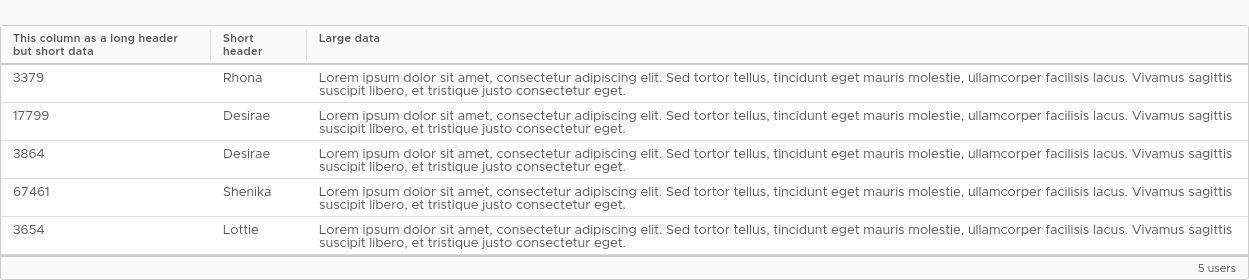 This column as a long header
but short data
Short
header
Large data
3379
Rhona
Lorem ipsum dolor sit amet, consectetur adipiscing elit. Sed tortor tellus, tincidunt eget mauris molestie, ullamcorper facilisis lacus. Vivamus sagittis
suscipit libero, et tristique justo consectetur eget.
17799
Desirae
Lorem ipsum dolor sit amet, consectetur adipiscing elit. Sed tortor tellus, tincidunt eget mauris molestie, ullamcorper facilisis lacus. Vivamus sagittis
suscipit libero, et tristique justo consectetur eget.
3864
Desirae
Lorem ipsum dolor sit amet, consectetur adipiscing elit. Sed tortor tellus, tincidunt eget mauris molestie, ullamcorper facilisis lacus. Vivamus sagittis
suscipit libero, et tristique justo consectetur eget.
67461
Shenika
Lorem ipsum dolor sit amet, consectetur adipiscing elit. Sed tortor tellus, tincidunt eget mauris molestie, ullamcorper facilisis lacus. Vivamus sagittis
suscipit libero, et tristique justo consectetur eget.
3654
Lottie
Lorem ipsum dolor sit amet, consectetur adipiscing elit. Sed tortor tellus, tincidunt eget mauris molestie, ullamcorper facilisis lacus. Vivamus sagittis
suscipit libero, et tristique justo consectetur eget.
5 users